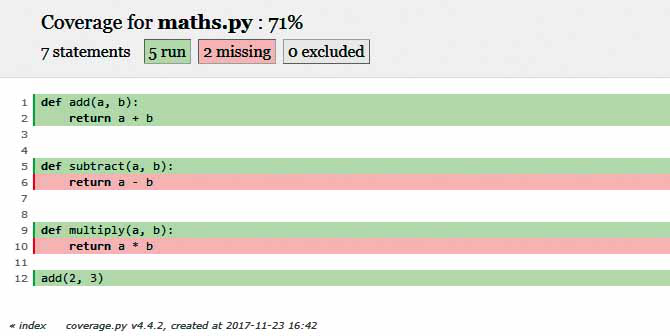 Coverage for maths.py : 71%
7 statements 5 run 2 missing 0 excluded
1 def add(a, b):
2 return a + b
3
4
5 def subtract(a, b):
6 return a - b
7
8
9 def multiply(a, b):
10 return a * b
11
12 add(2, 3)
« index coverage.py v4.4.2, created at 2017-11-23 16:42